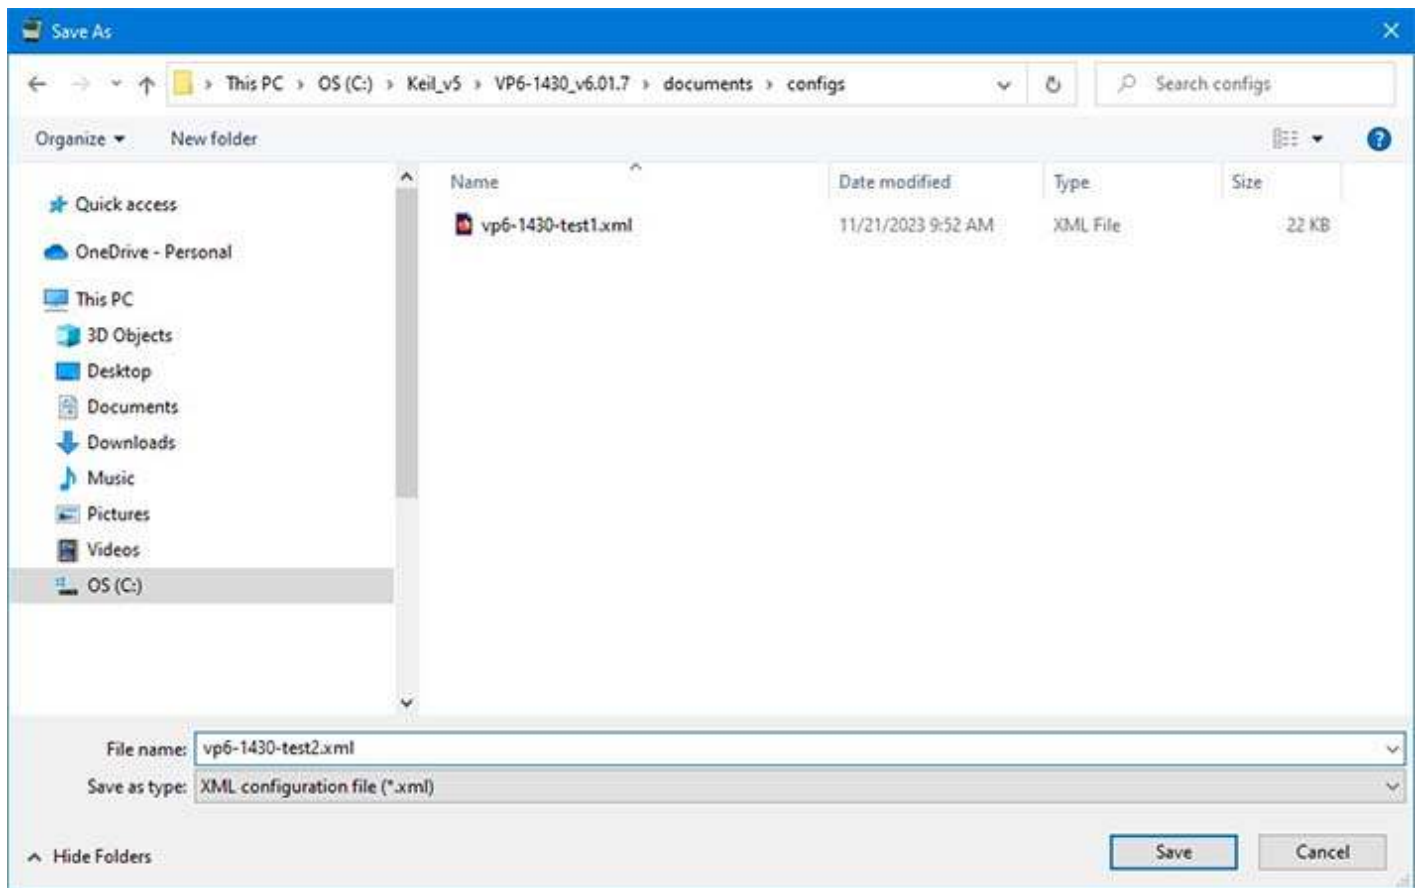 Save As
This PC › OS (C:) › Keil_v5 › VP6-1430_v6.01.7 › documents › configs
Search configs
Organize
New folder
Name
Date modified
Type
Size
vp6-1430-test1.xml
11/21/2023 9:52 AM
XML File
22 KB
Quick access
OneDrive - Personal
This PC
3D Objects
Desktop
Documents
Downloads
Music
Pictures
Videos
OS (C:)
File name: vp6-1430-test2.xml
Save as type: XML configuration file (*.xml)
Hide Folders
Save
Cancel